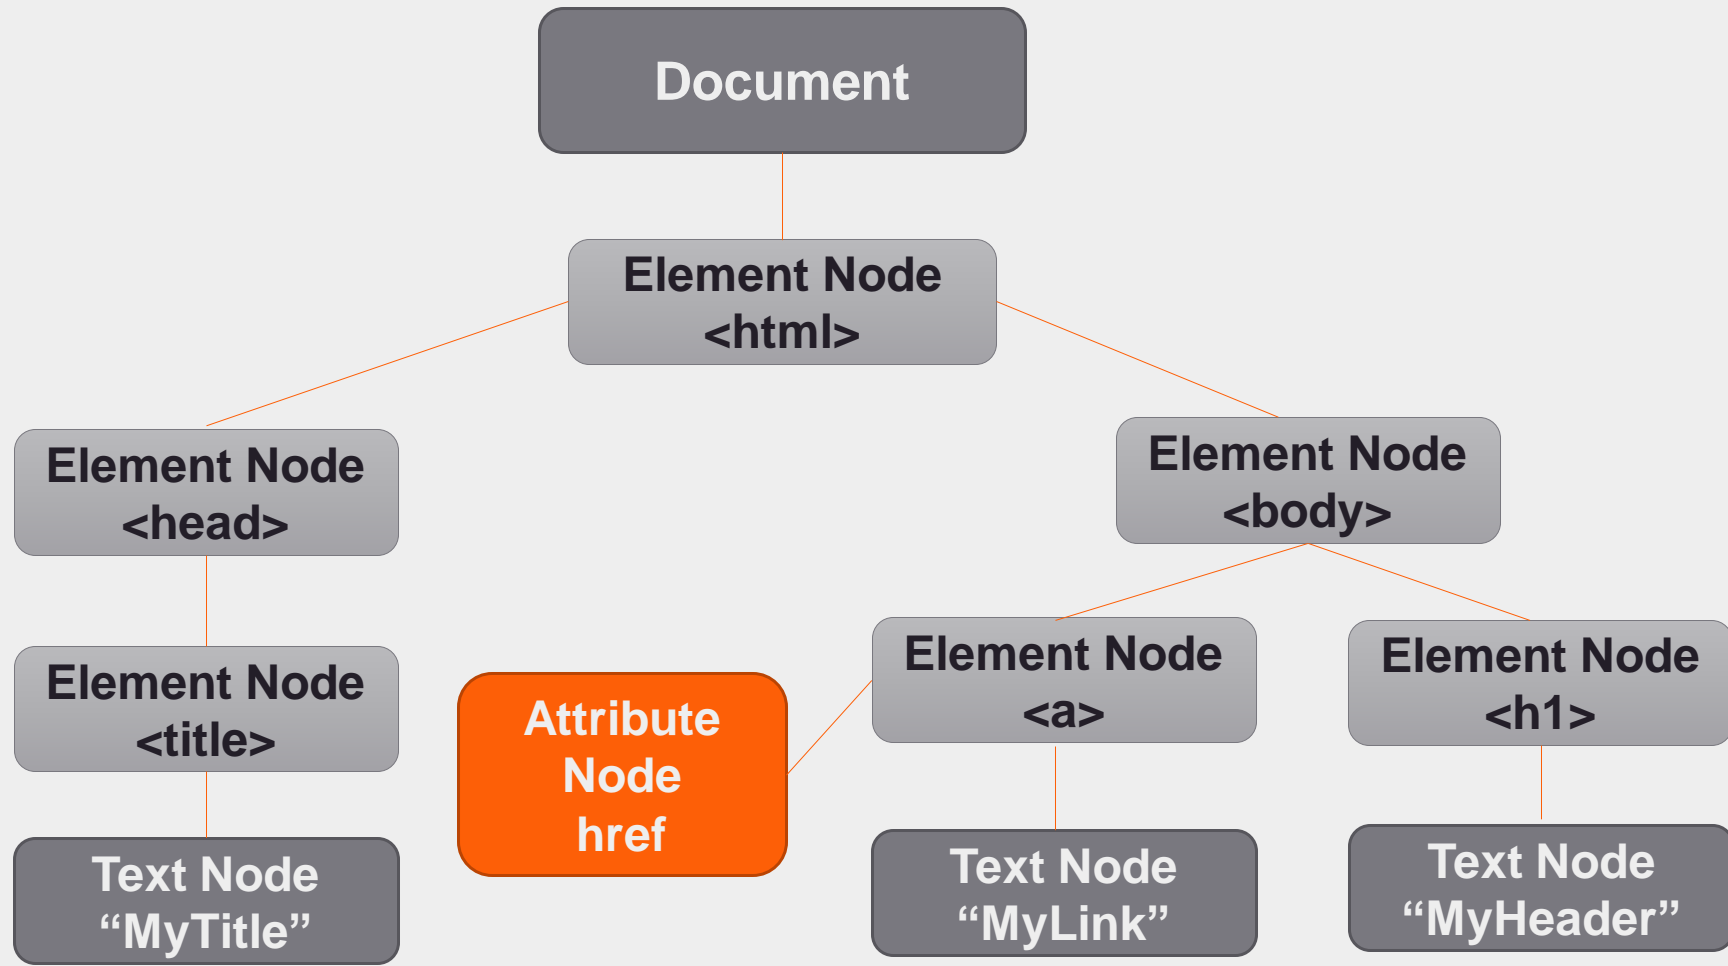 Document
Element Node
<html>
Element Node
<head>
Element Node
<body>
Element Node
<title>
Attribute
Node
href
Element Node
<a>
Element Node
<h1>
Text Node
“MyTitle”
Text Node
“MyLink”
Text Node
“MyHeader”